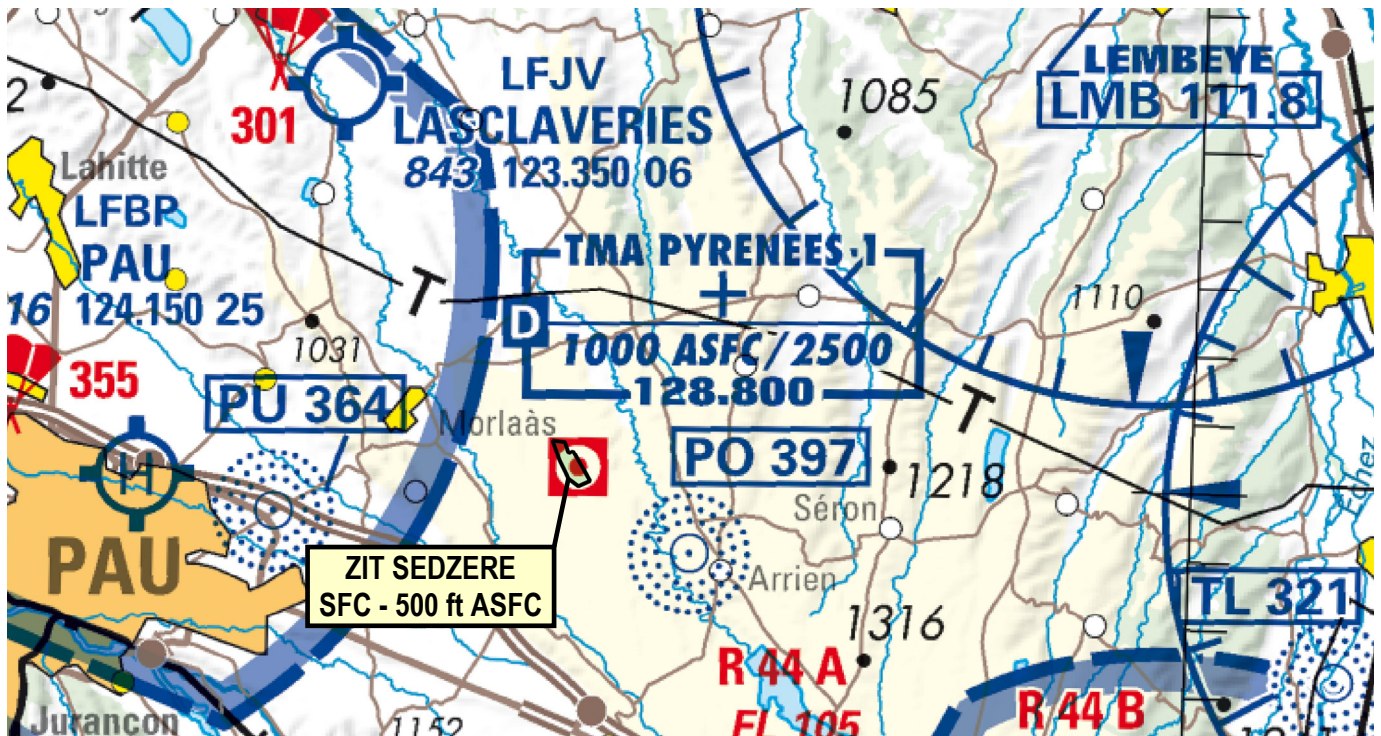 2
301
Lahitte
LFBP
PAU
16 124.150 25
1031
355
PU 364
Morlaàs
PAU
Jurancon
H
LFJV
LASCLAVERIES
843 123.350 06
1085
LEMBEYE
LMB 111.8
T
TMA PYRENEES 1
D
1000 ASFC/2500
128.800
1110
T
PO 397
1218
Séron
Arrien
ZIT SEDZERE
SFC - 500 ft ASFC
1316
R 44 A
FL 105
R 44 B
TL 321
Echez
1152